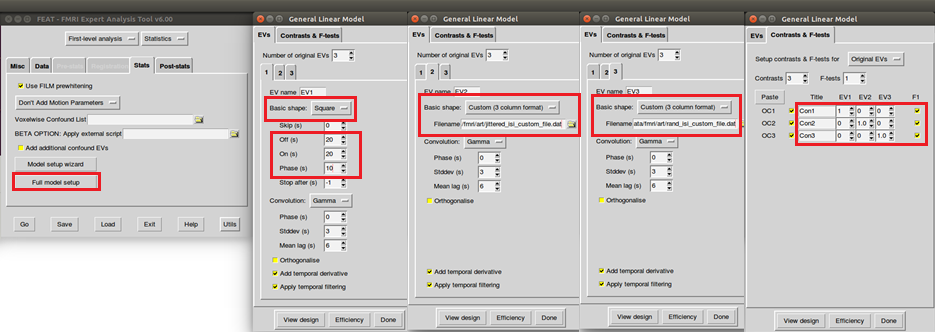 FEAT - FMRI Expert Analysis Tool v6.00
First-level analysis Statistics
Misc Data Pre-stats Registration Stats Post-stats
Use FILM prewhitening
Don't Add Motion Parameters
Voxelwise Confound List
BETA OPTION: Apply external script
Add additional confound EVs
Model setup wizard
Full model setup
Go Save Load Exit Help Utils
General Linear Model
EVs Contrasts & F-tests
Number of original EVs 3
1 2 3
EV name EV1
Basic shape: Square
Skip (s) 0
Off (s) 20
On (s) 20
Phase (s) 10
Stop after (s) -1
Convolution: Gamma
Phase (s) 0
Stddev (s) 3
Mean lag (s) 6
Orthogonalise
Add temporal derivative
Apply temporal filtering
View design Efficiency Done
General Linear Model
EVs Contrasts & F-tests
Number of original EVs 3
1 2 3
EV name EV2
Basic shape: Custom (3 column format)
Filename /fmri/art/jittered_isi_custom_file.dat
Convolution: Gamma
Phase (s) 0
Stddev (s) 3
Mean lag (s) 6
Orthogonalise
Add temporal derivative
Apply temporal filtering
View design Efficiency Done
General Linear Model
EVs Contrasts & F-tests
Number of original EVs 3
1 2 3
EV name EV3
Basic shape: Custom (3 column format)
Filename ata/fmri/art/rand_isi_custom_file.dat
Convolution: Gamma
Phase (s) 0
Stddev (s) 3
Mean lag (s) 6
Orthogonalise
Add temporal derivative
Apply temporal filtering
View design Efficiency Done
General Linear Model
EVs Contrasts & F-tests
Setup contrasts & F-tests for Original EVs
Contrasts 3 F-tests 1
Paste Title EV1 EV2 EV3 F1
OC1 Con1 1 0 0
OC2 Con2 0 1.0 0
OC3 Con3 0 0 1.0
View design Efficiency Done